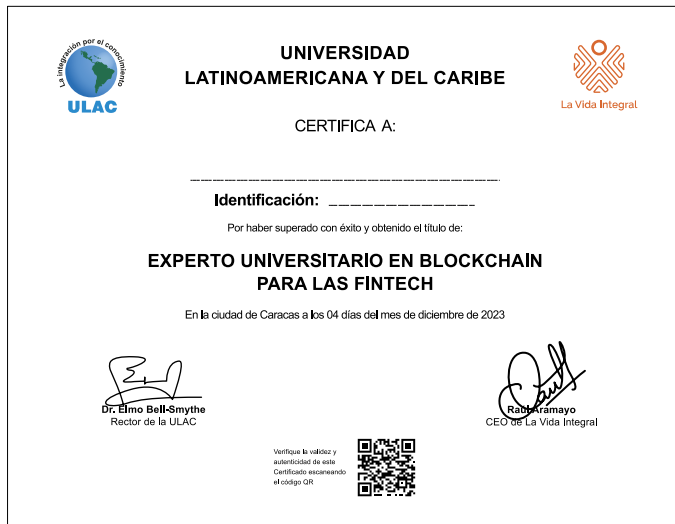 La integración por el conocimiento
ULAC
UNIVERSIDAD
LATINOAMERICANA Y DEL CARIBE
La Vida Integral
CERTIFICA A:
Identificación:
Por haber superado con éxito y obtenido el título de:
EXPERTO UNIVERSITARIO EN BLOCKCHAIN
PARA LAS FINTECH
En la ciudad de Caracas a los 04 días del mes de diciembre de 2023
Dr. Elmo Bell-Smythe
Rector de la ULAC
Raúl Aramayo
CEO de La Vida Integral
Verifique la validez y
autenticidad de este
Certificado escaneando
el código QR